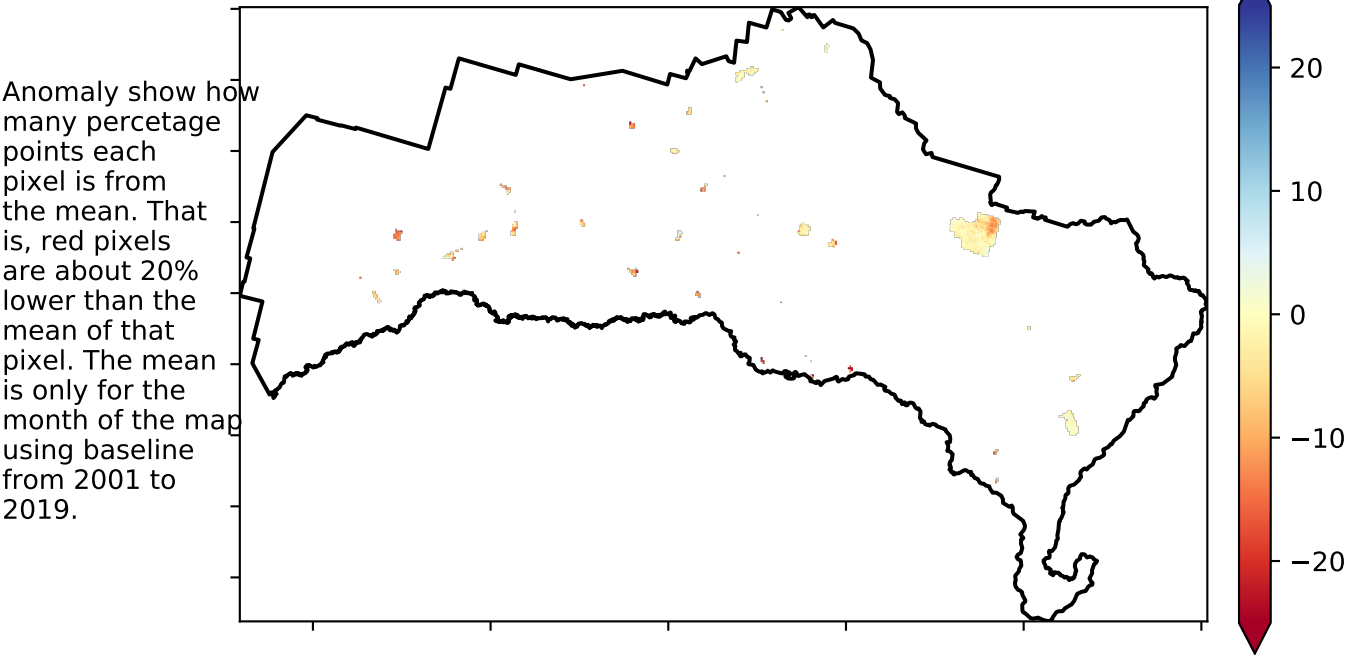 Anomaly show how
many percetage
points each
pixel is from
the mean. That
is, red pixels
are about 20%
lower than the
mean of that
pixel. The mean
is only for the
month of the map
using baseline
from 2001 to
2019.
20
10
0
−10
−20